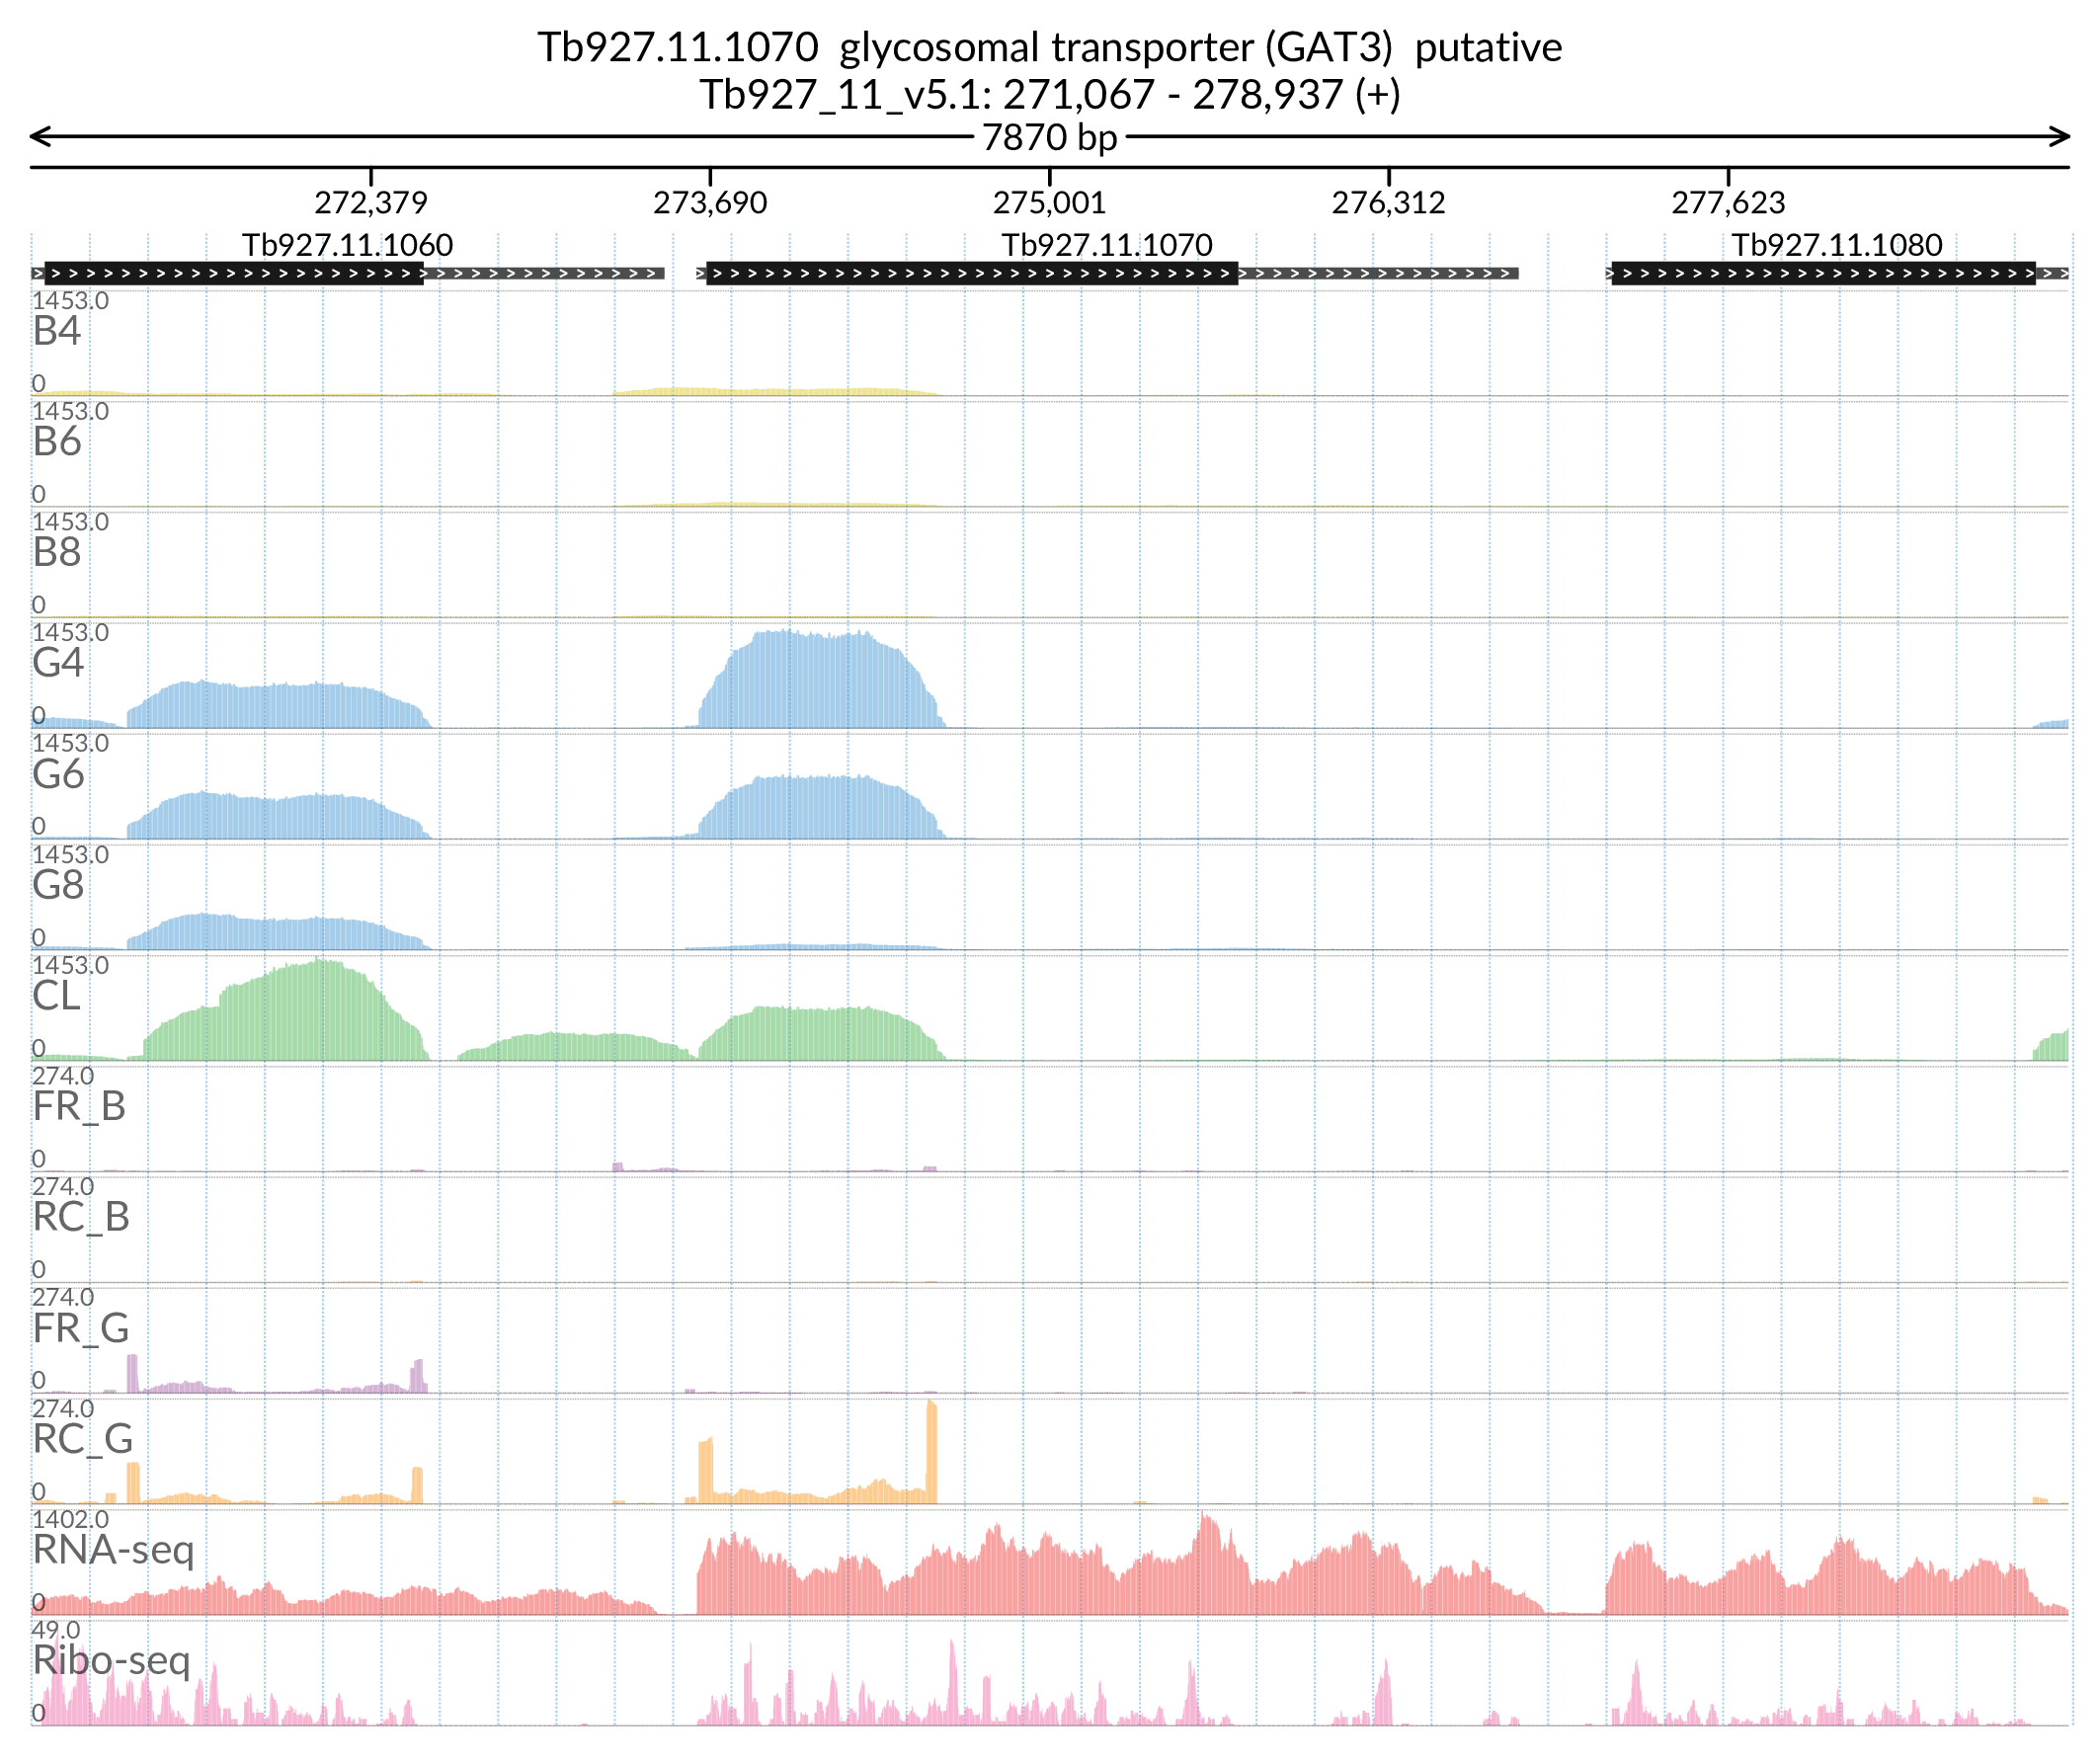 Tb927.11.1070 glycosomal transporter (GAT3) putative
Tb927_11_v5.1: 271,067 - 278,937 (+)
7870 bp
272,379 273,690 275,001 276,312 277,623
Tb927.11.1060 Tb927.11.1070 Tb927.11.1080
1453.0
B4
0
1453.0
B6
0
1453.0
B8
0
1453.0
G4
0
1453.0
G6
0
1453.0
G8
0
1453.0
CL
0
274.0
FR_B
0
274.0
RC_B
0
274.0
FR_G
0
274.0
RC_G
0
1402.0
RNA-seq
0
49.0
Ribo-seq
0